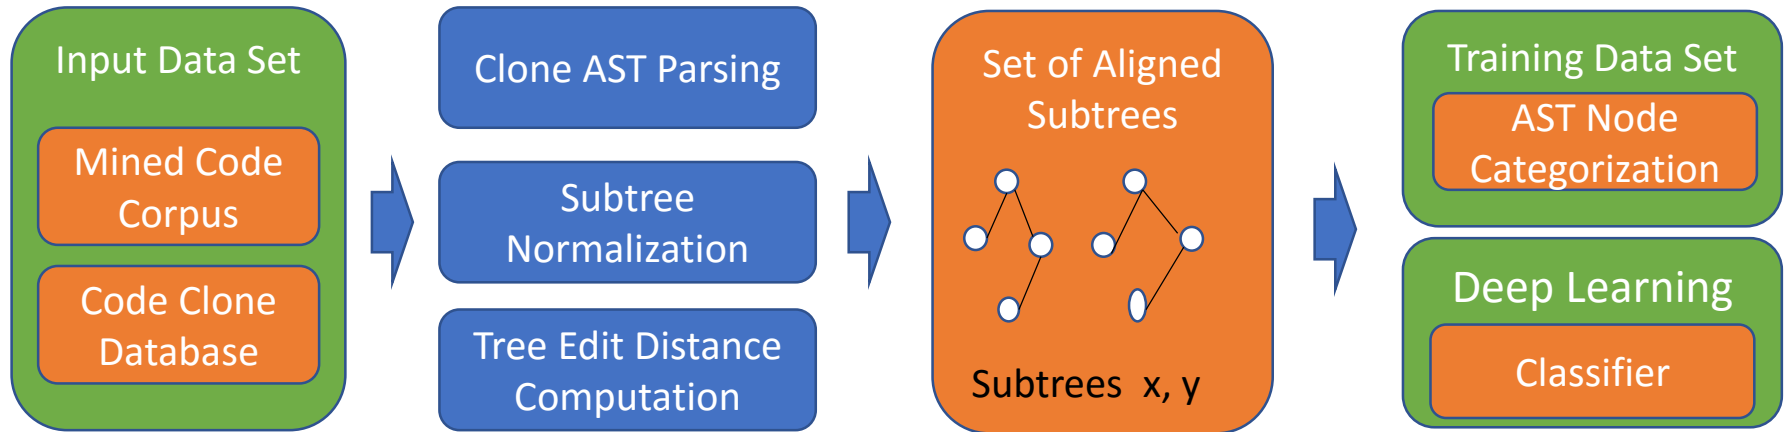 Input Data Set
Mined Code
Corpus
Code Clone
Database
Clone AST Parsing
Subtree
Normalization
Tree Edit Distance
Computation
Set of Aligned
Subtrees
Subtrees x, y
Training Data Set
AST Node
Categorization
Deep Learning
Classifier